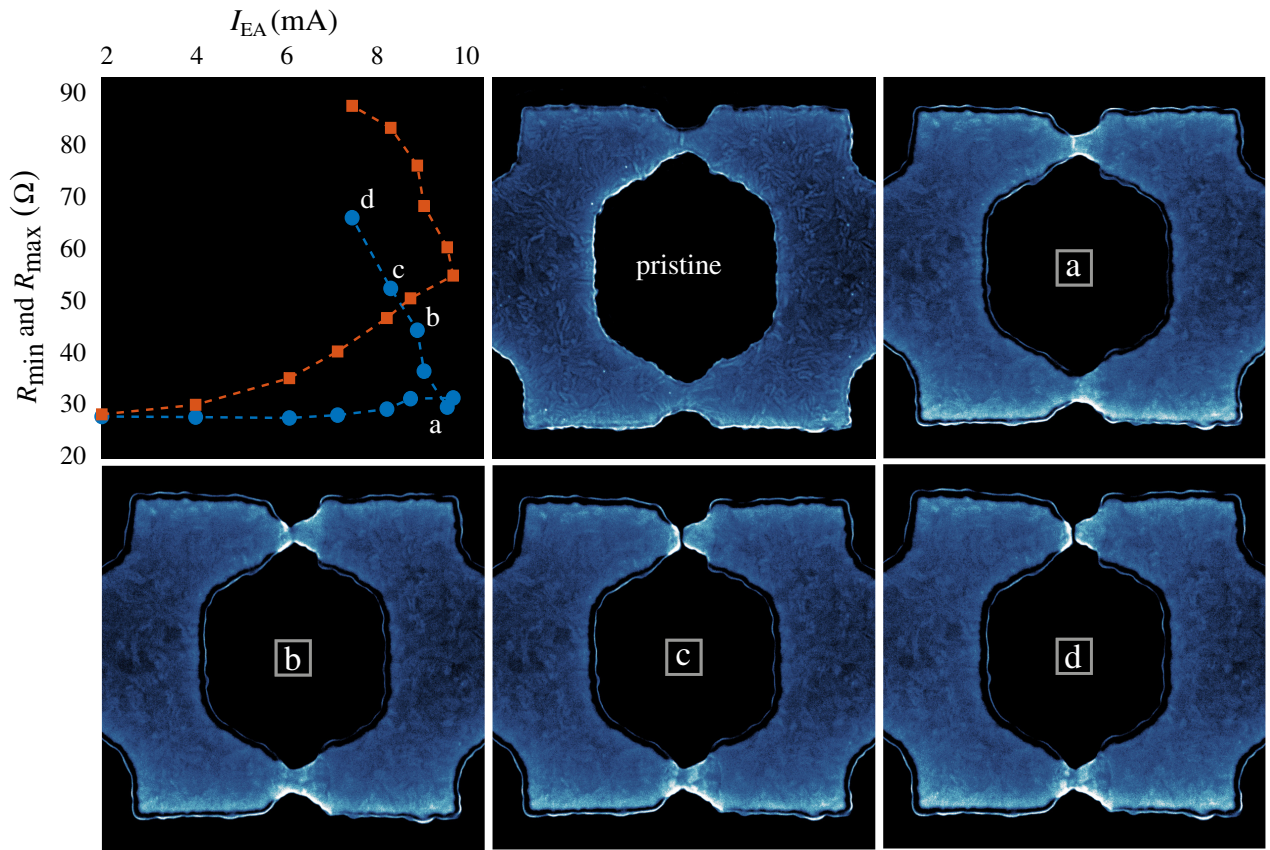 I_EA (mA)
2 4 6 8 10
R_min and R_max (Ω)
90
80
70
60
50
40
30
20
d
c
b
a
pristine
a
b
c
d